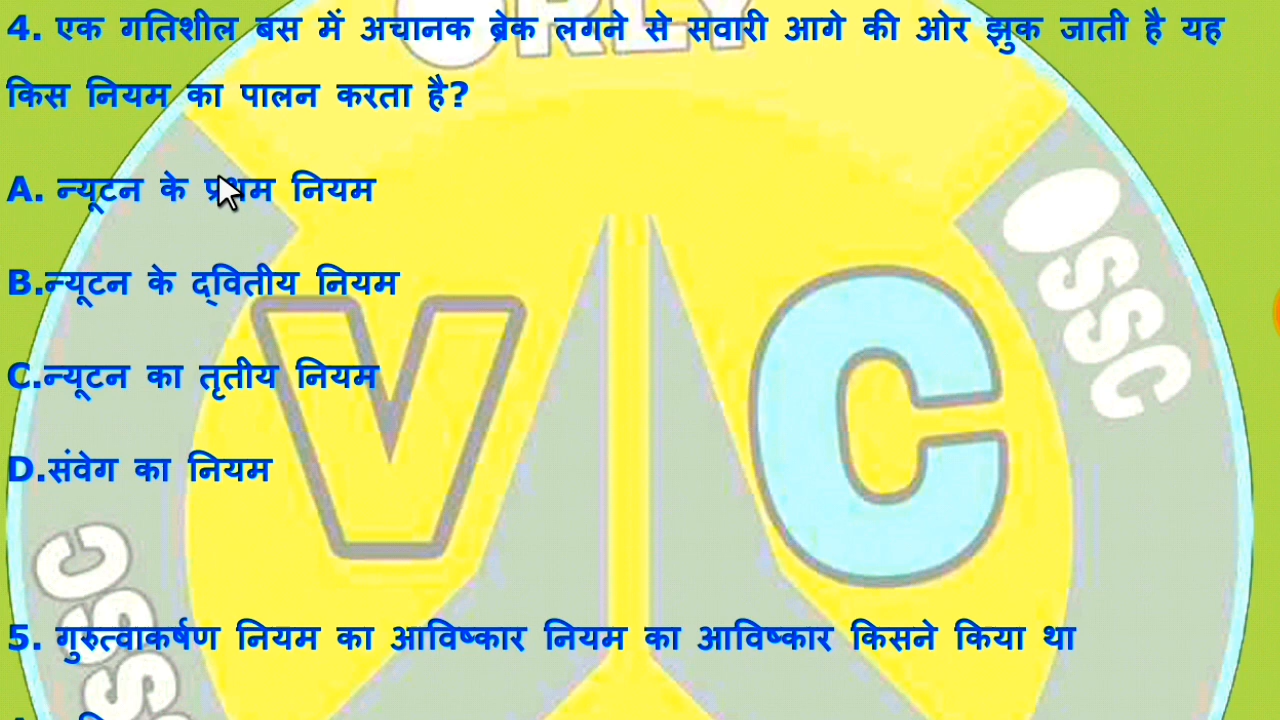 4. एक गतिशील बस में अचानक ब्रेक लगने से सवारी आगे की ओर झुक जाती है यह
किस नियम का पालन करता है?
A. न्यूटन के प्रथम नियम
B.न्यूटन के द्वितीय नियम
C.न्यूटन का तृतीय नियम
D.संवेग का नियम
5. गुरुत्वाकर्षण नियम का आविष्कार नियम का आविष्कार किसने किया था
V C
OSSC